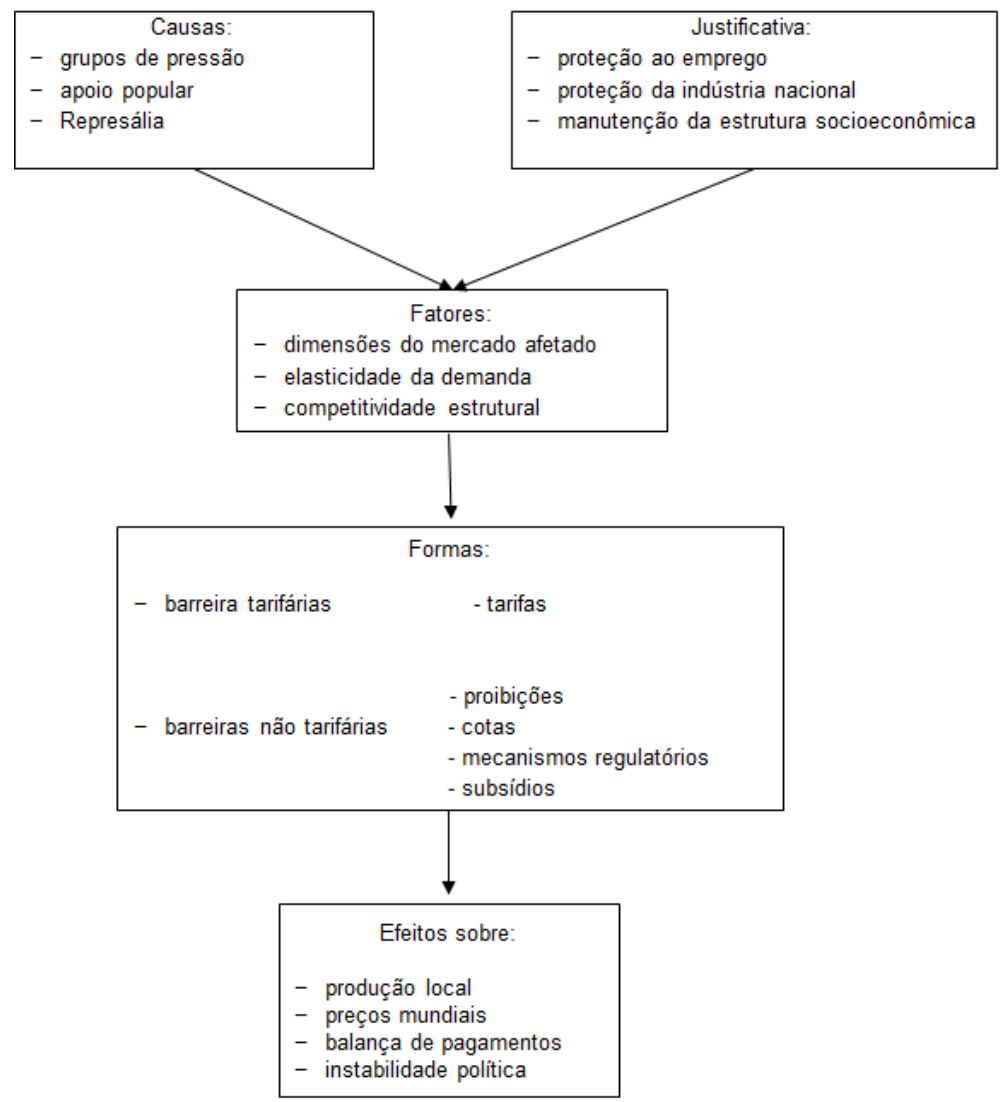 Causas:
– grupos de pressão
– apoio popular
– Represália
Justificativa:
– proteção ao emprego
– proteção da indústria nacional
– manutenção da estrutura socioeconômica
Fatores:
– dimensões do mercado afetado
– elasticidade da demanda
– competitividade estrutural
Formas:
– barreira tarifárias - tarifas
- proibições
– barreiras não tarifárias - cotas
- mecanismos regulatórios
- subsídios
Efeitos sobre:
– produção local
– preços mundiais
– balança de pagamentos
– instabilidade política